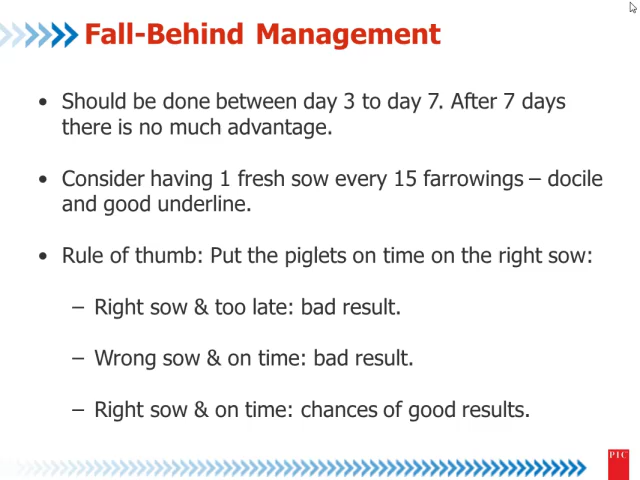 Fall-Behind Management
• Should be done between day 3 to day 7. After 7 days
there is no much advantage.
• Consider having 1 fresh sow every 15 farrowings – docile
and good underline.
• Rule of thumb: Put the piglets on time on the right sow:
– Right sow & too late: bad result.
– Wrong sow & on time: bad result.
– Right sow & on time: chances of good results.
PIC